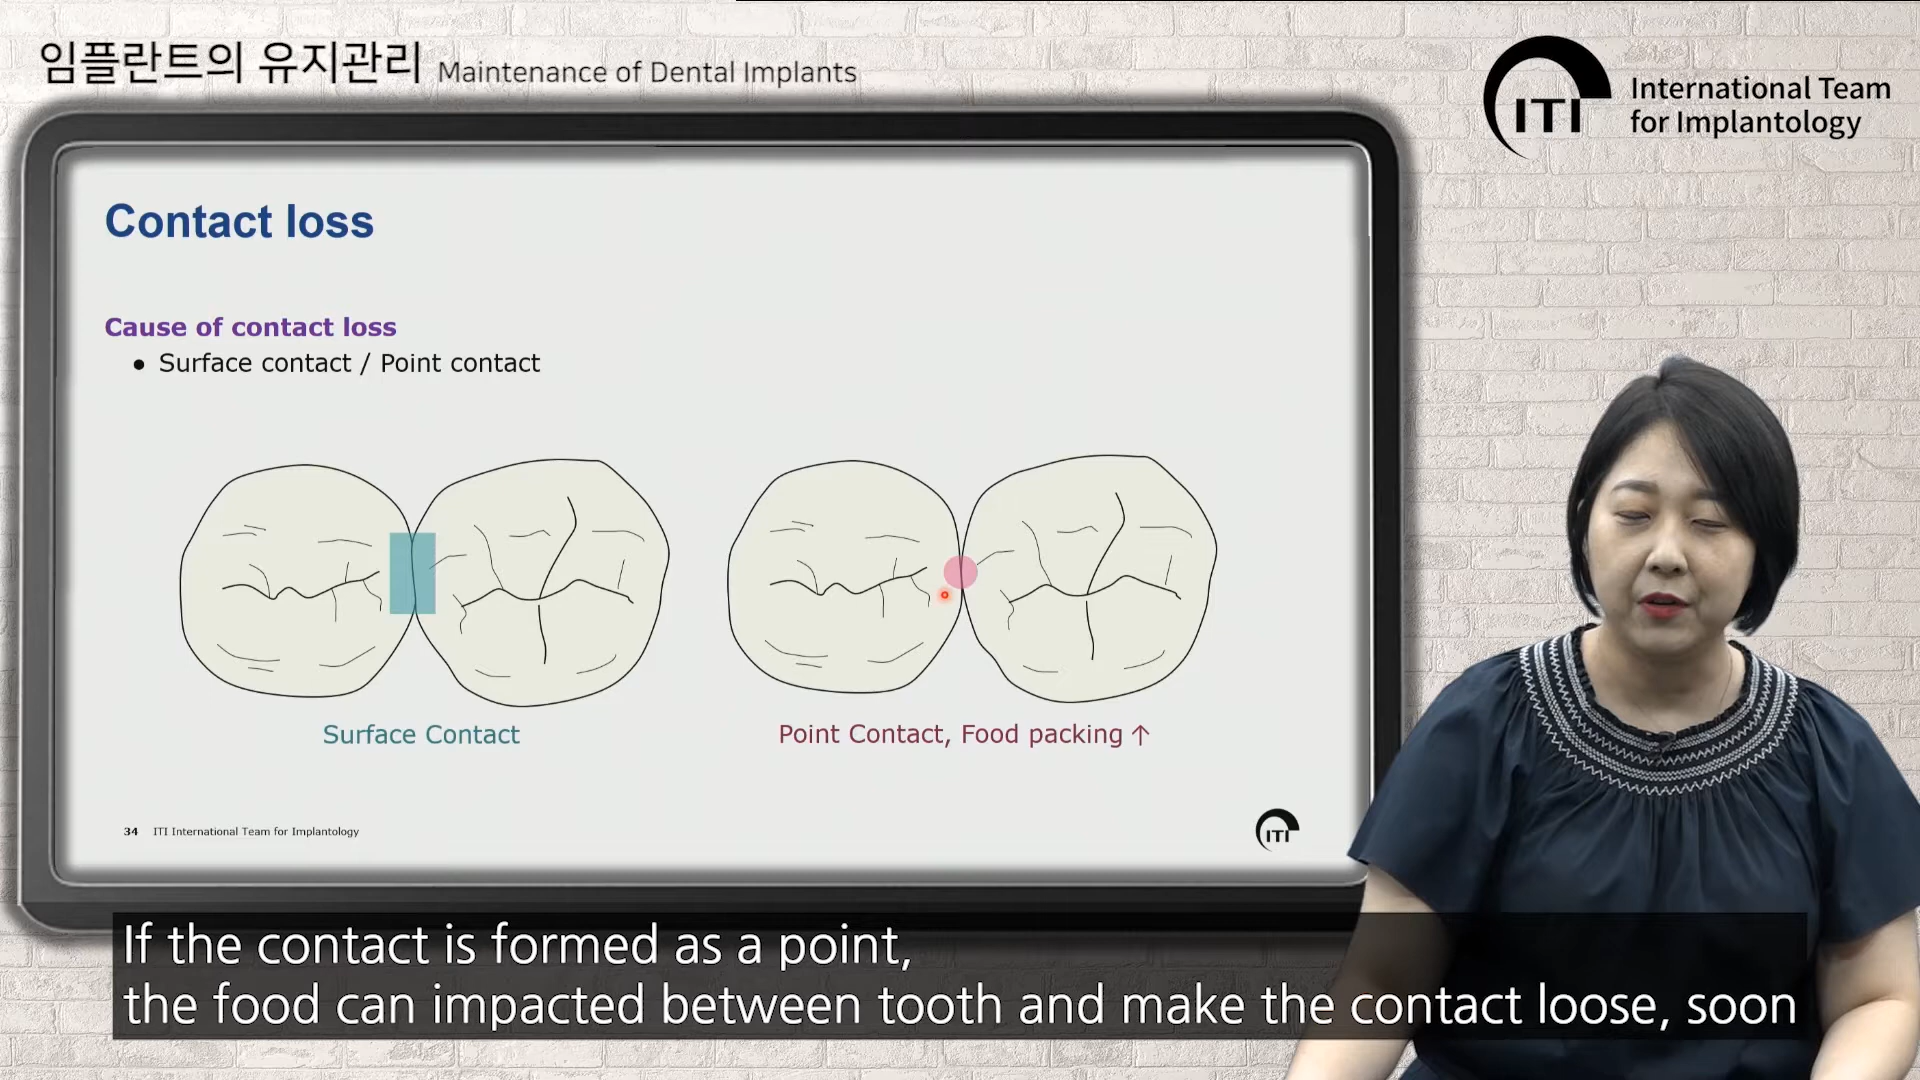 임플란트의 유지관리 Maintenance of Dental Implants
ITI International Team
for Implantology
Contact loss
Cause of contact loss
• Surface contact / Point contact
Surface Contact
Point Contact, Food packing ↑
34 ITI International Team for Implantology
ITI
If the contact is formed as a point,
the food can impacted between tooth and make the contact loose, soon